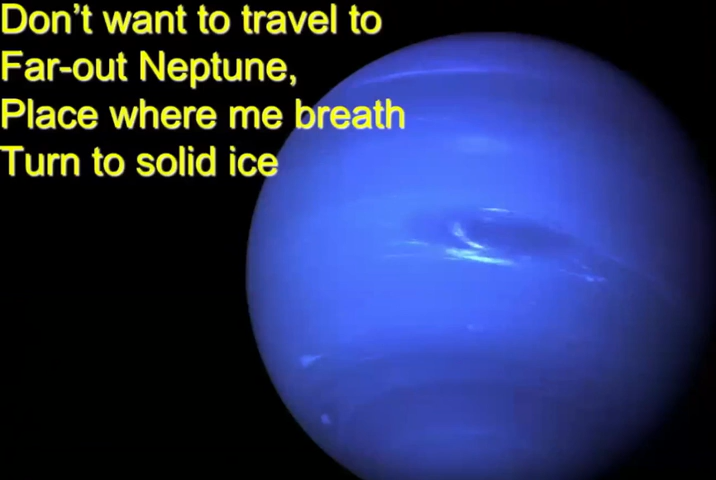 Don’t want to travel to
Far-out Neptune,
Place where me breath
Turn to solid ice